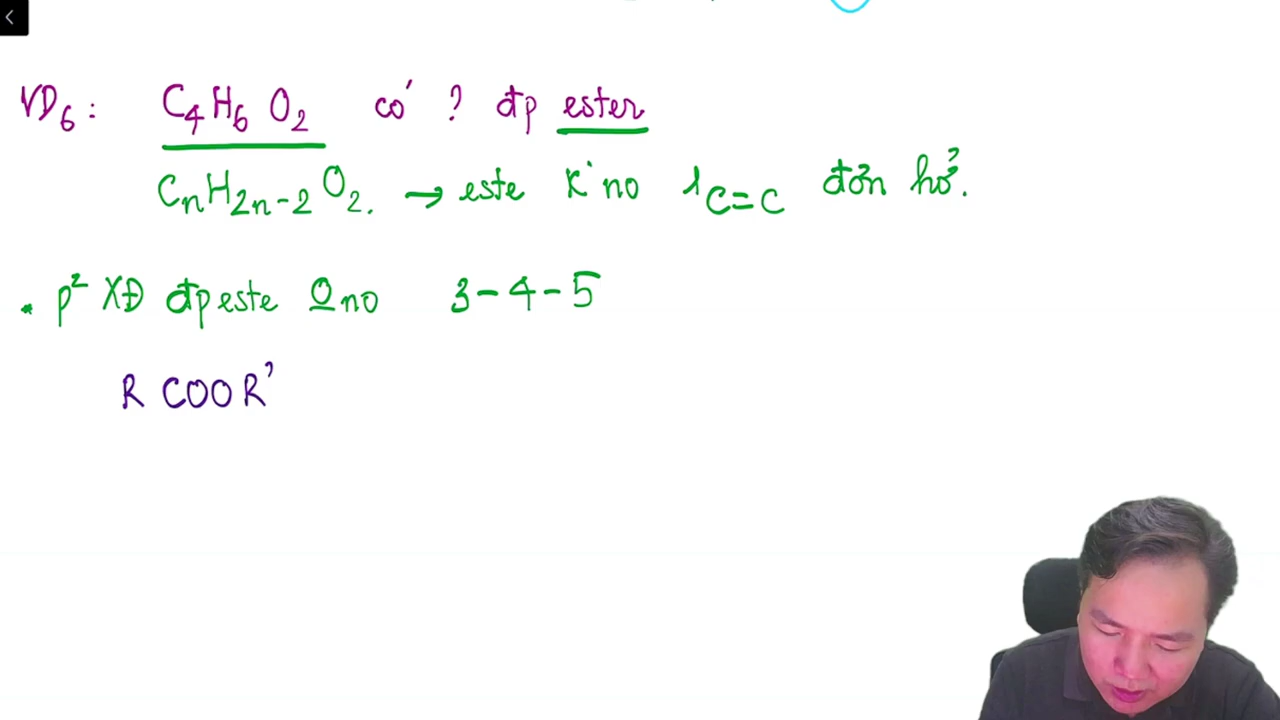 VD6: C4H6O2 có ? đp ester
CnH2n-2O2. → este K no 1C=C đơn hở.
. p2 XĐ đp este O no 3-4-5
R COO R'